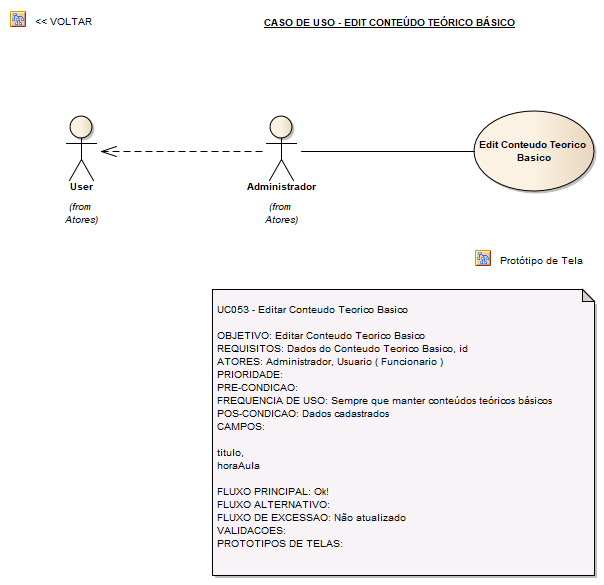 << VOLTAR
CASO DE USO - EDIT CONTEÚDO TEÓRICO BÁSICO
User
(from
Atores)
Administrador
(from
Atores)
Edit Conteudo Teorico
Basico
Protótipo de Tela
UC053 - Editar Conteudo Teorico Basico
OBJETIVO: Editar Conteudo Teorico Basico
REQUISITOS: Dados do Conteudo Teorico Basico, id
ATORES: Administrador, Usuario ( Funcionario )
PRIORIDADE:
PRE-CONDICAO:
FREQUENCIA DE USO: Sempre que manter conteúdos teóricos básicos
POS-CONDICAO: Dados cadastrados
CAMPOS:
titulo,
horaAula
FLUXO PRINCIPAL: Ok!
FLUXO ALTERNATIVO:
FLUXO DE EXCESSAO: Não atualizado
VALIDACOES:
PROTOTIPOS DE TELAS: